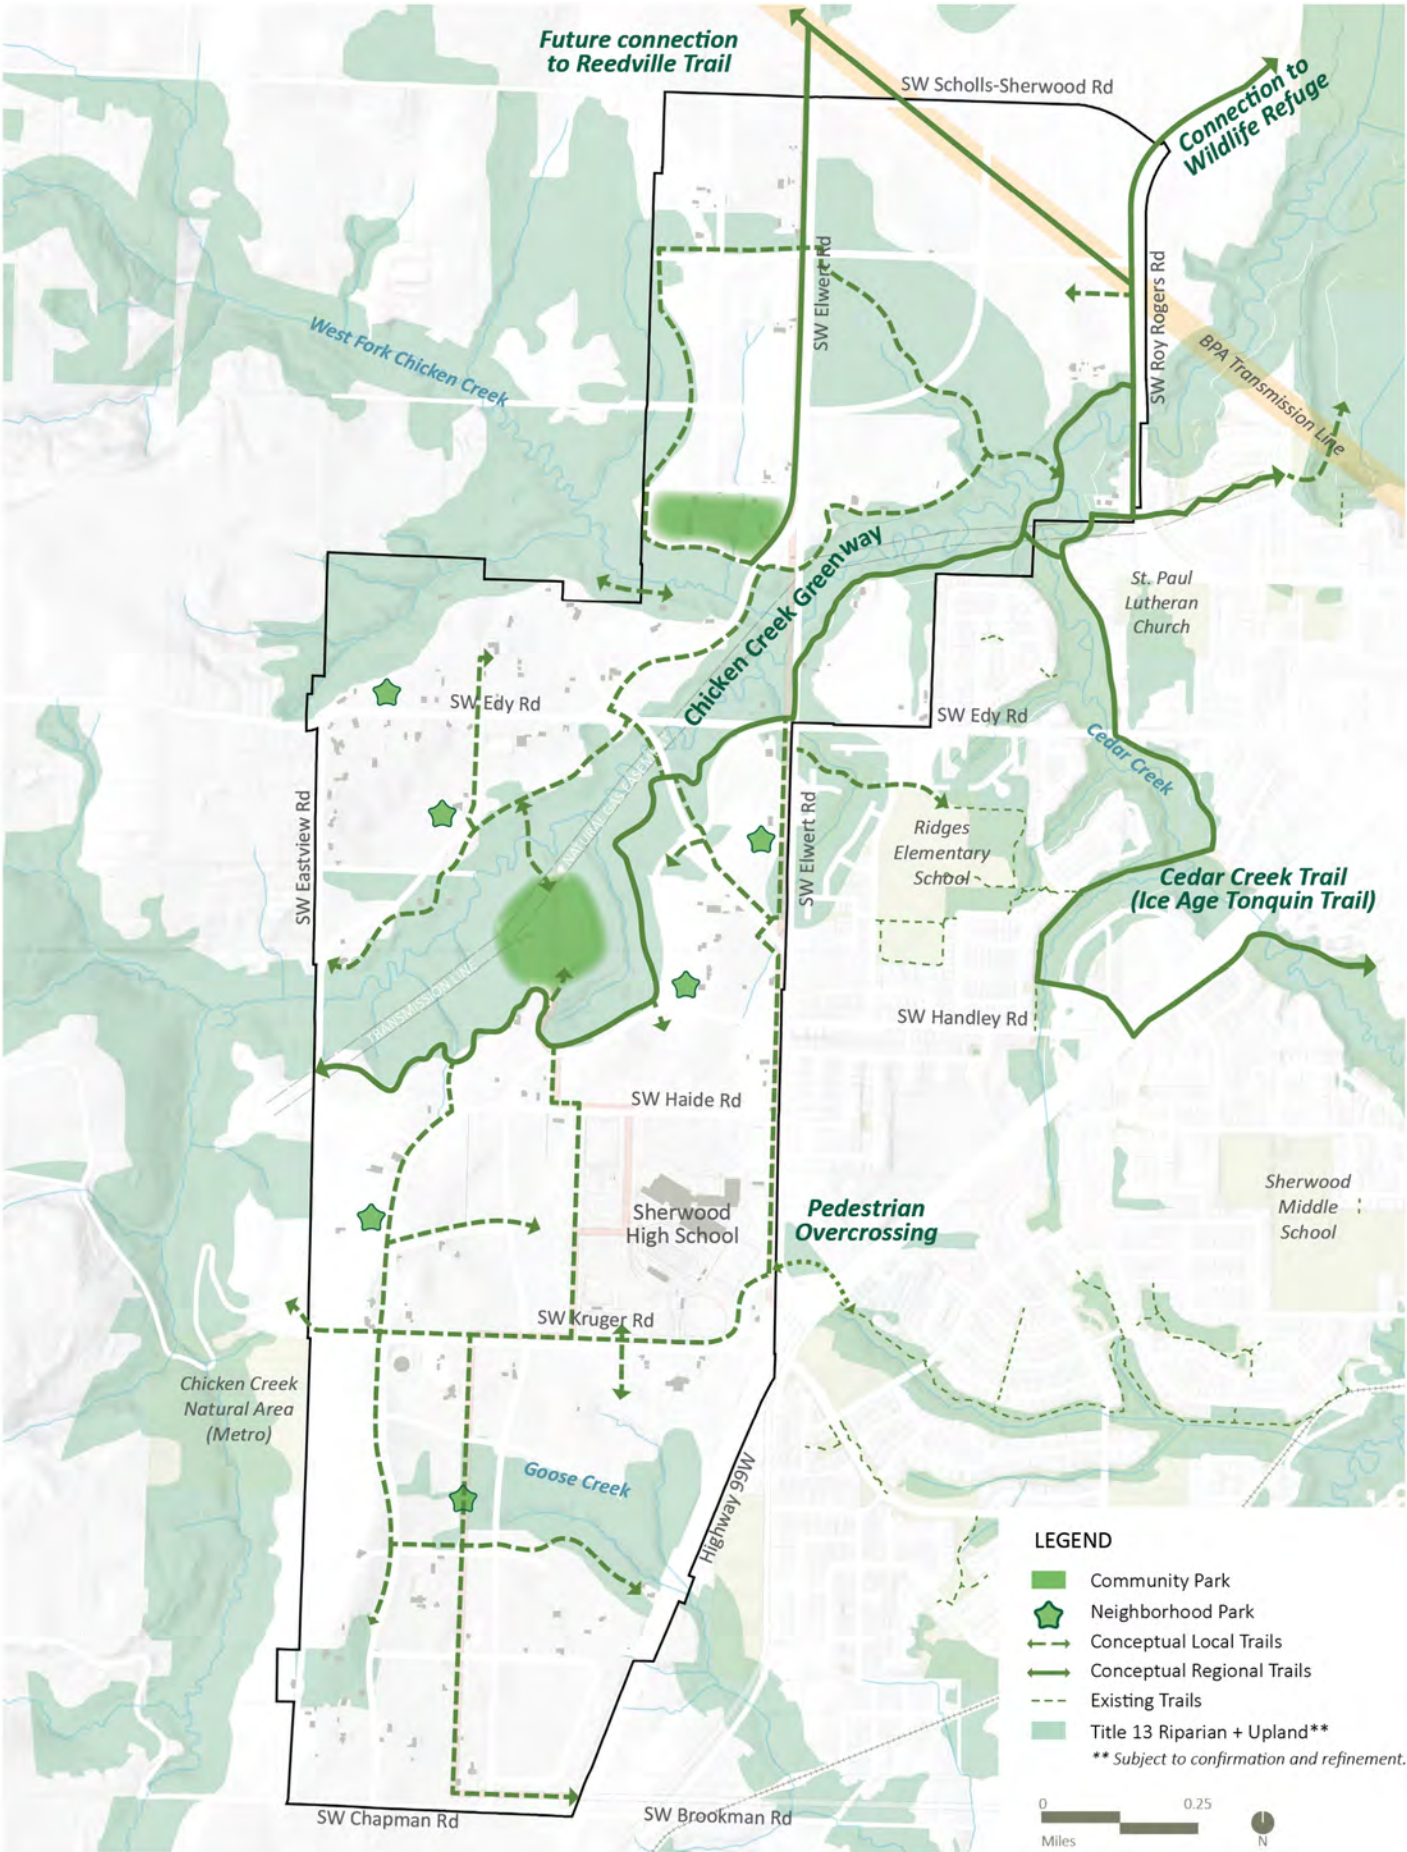 Future connection
to Reedville Trail
SW Scholls-Sherwood Rd
Connection to
Wildlife Refuge
SW Elwert Rd
SW Roy Rogers Rd
West Fork Chicken Creek
BPA Transmission Line
Chicken Creek Greenway
St. Paul
Lutheran
Church
SW Edy Rd
SW Edy Rd
Cedar Creek
NATURAL GAS EASEM
SW Eastview Rd
SW Elwert Rd
Ridges
Elementary
School
Cedar Creek Trail
(Ice Age Tonquin Trail)
TRANSMISSION LIN
SW Handley Rd
SW Haide Rd
Sherwood
High School
Pedestrian
Overcrossing
Sherwood
Middle
School
SW Kruger Rd
Chicken Creek
Natural Area
(Metro)
Goose Creek
Highway 99W
LEGEND
Community Park
Neighborhood Park
Conceptual Local Trails
Conceptual Regional Trails
Existing Trails
Title 13 Riparian + Upland**
** Subject to confirmation and refinement.
0 0.25
Miles
N
SW Chapman Rd
SW Brookman Rd